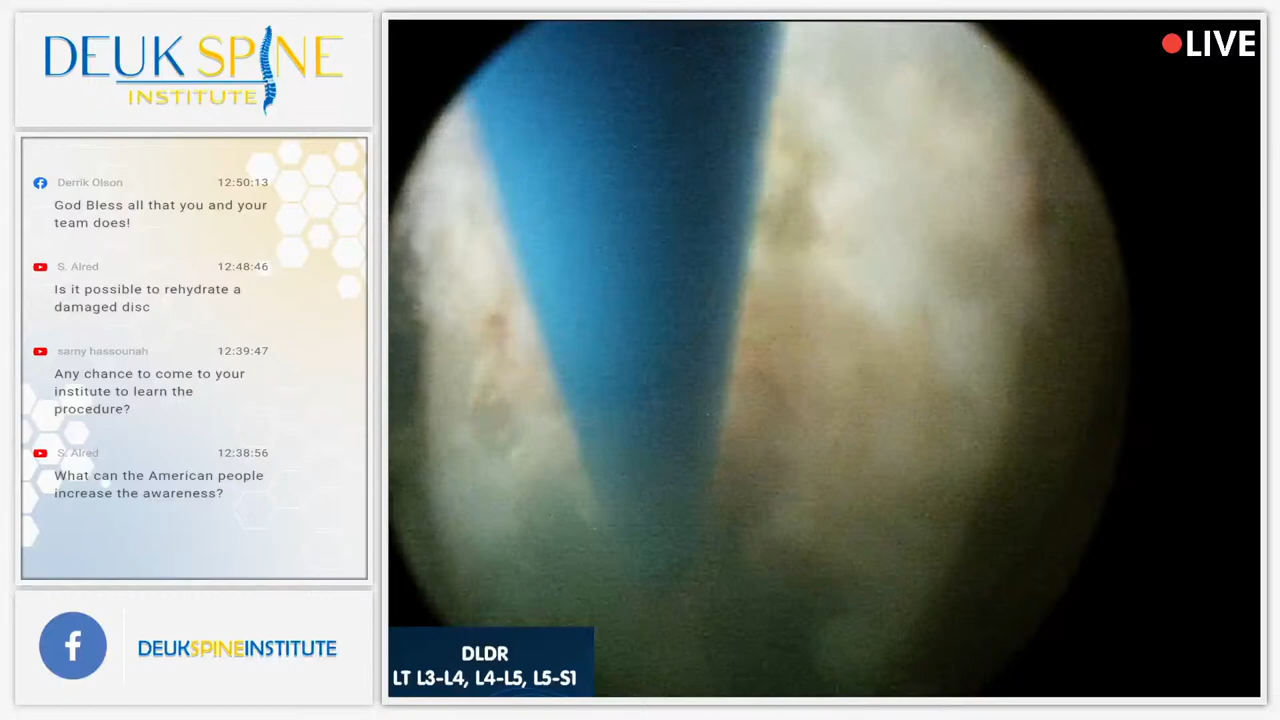 DEUK SPINE
INSTITUTE
Derrik Olson 12:50:13
God Bless all that you and your
team does!
S. Alred 12:48:46
Is it possible to rehydrate a
damaged disc
samy hassounah 12:39:47
Any chance to come to your
institute to learn the
procedure?
S. Alred 12:38:56
What can the American people
increase the awareness?
f
DEUKSPINEINSTITUTE
LIVE
DLDR
LT L3-L4, L4-L5, L5-S1